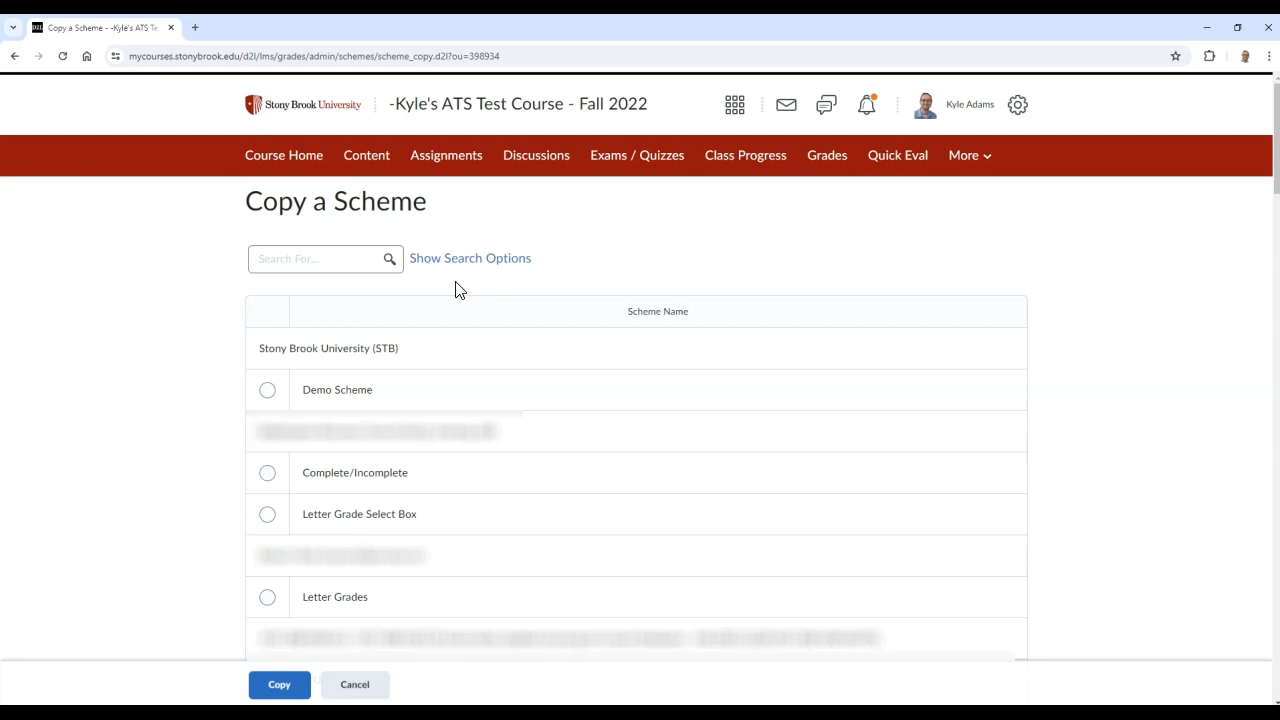 Copy a Scheme - -Kyle's ATS Te
mycourses.stonybrook.edu/d2l/lms/grades/admin/schemes/scheme_copy.d2l?ou=398934
Stony Brook University
-Kyle's ATS Test Course - Fall 2022
Kyle Adams
Course Home Content Assignments Discussions Exams / Quizzes Class Progress Grades Quick Eval More
Copy a Scheme
Search For...
Show Search Options
Scheme Name
Stony Brook University (STB)
Demo Scheme
Complete/Incomplete
Letter Grade Select Box
Letter Grades
Copy Cancel